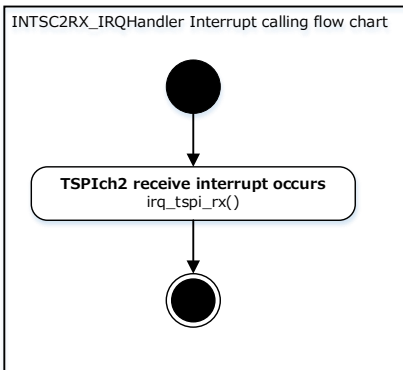 INTSC2RX_IRQHandler Interrupt calling flow chart
TSPIch2 receive interrupt occurs
irq_tspi_rx()